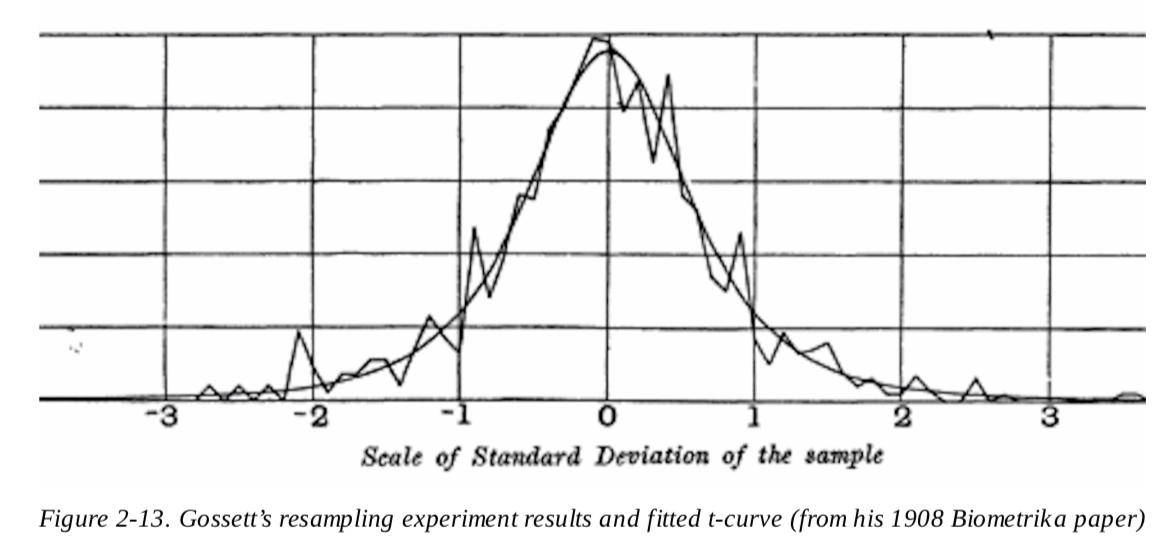 -3 -2 -1 0 1 2 3
Scale of Standard Deviation of the sample
Figure 2-13. Gossett’s resampling experiment results and fitted t-curve (from his 1908 Biometrika paper)